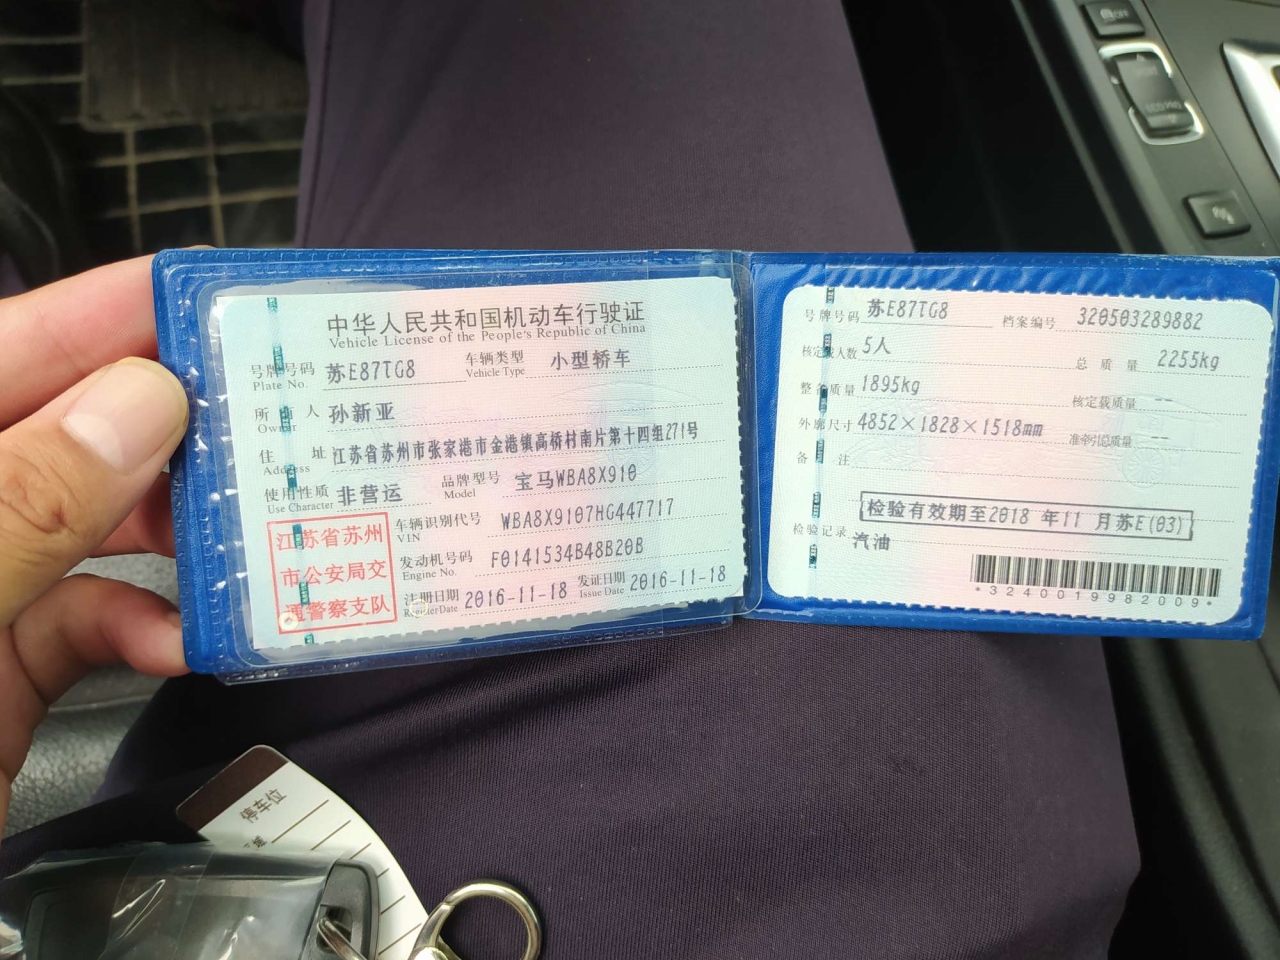 中华人民共和国机动车行驶证
Vehicle License of the People's Republic of China
号牌号码 苏E87TG8 车辆类型 小型轿车
Plate No. Vehicle Type
所有人 孙新亚
Owner
住址 江苏省苏州市张家港市金港镇高桥村南片第十四组271号
Address
使用性质 非营运 品牌型号 宝马WBA8X910
Use Character Model
江苏省苏州
市公安局交
通警察支队
车辆识别代号 WBA8X9107HG447717
VIN
发动机号码 F0141534B48B20B
Engine No.
注册日期 2016-11-18 发证日期 2016-11-18
Register Date Issue Date
号牌号码 苏E87TG8 档案编号 320503289882
核定载人数 5人 总质量 2255kg
整备质量 1895kg 核定载质量 --
外廓尺寸 4852×1828×1518mm 准牵引总质量 --
备注
检验有效期至2018 年11 月苏E(03)
检验记录 汽油
*3240019982009*
停车位
OFF
ECO PRO